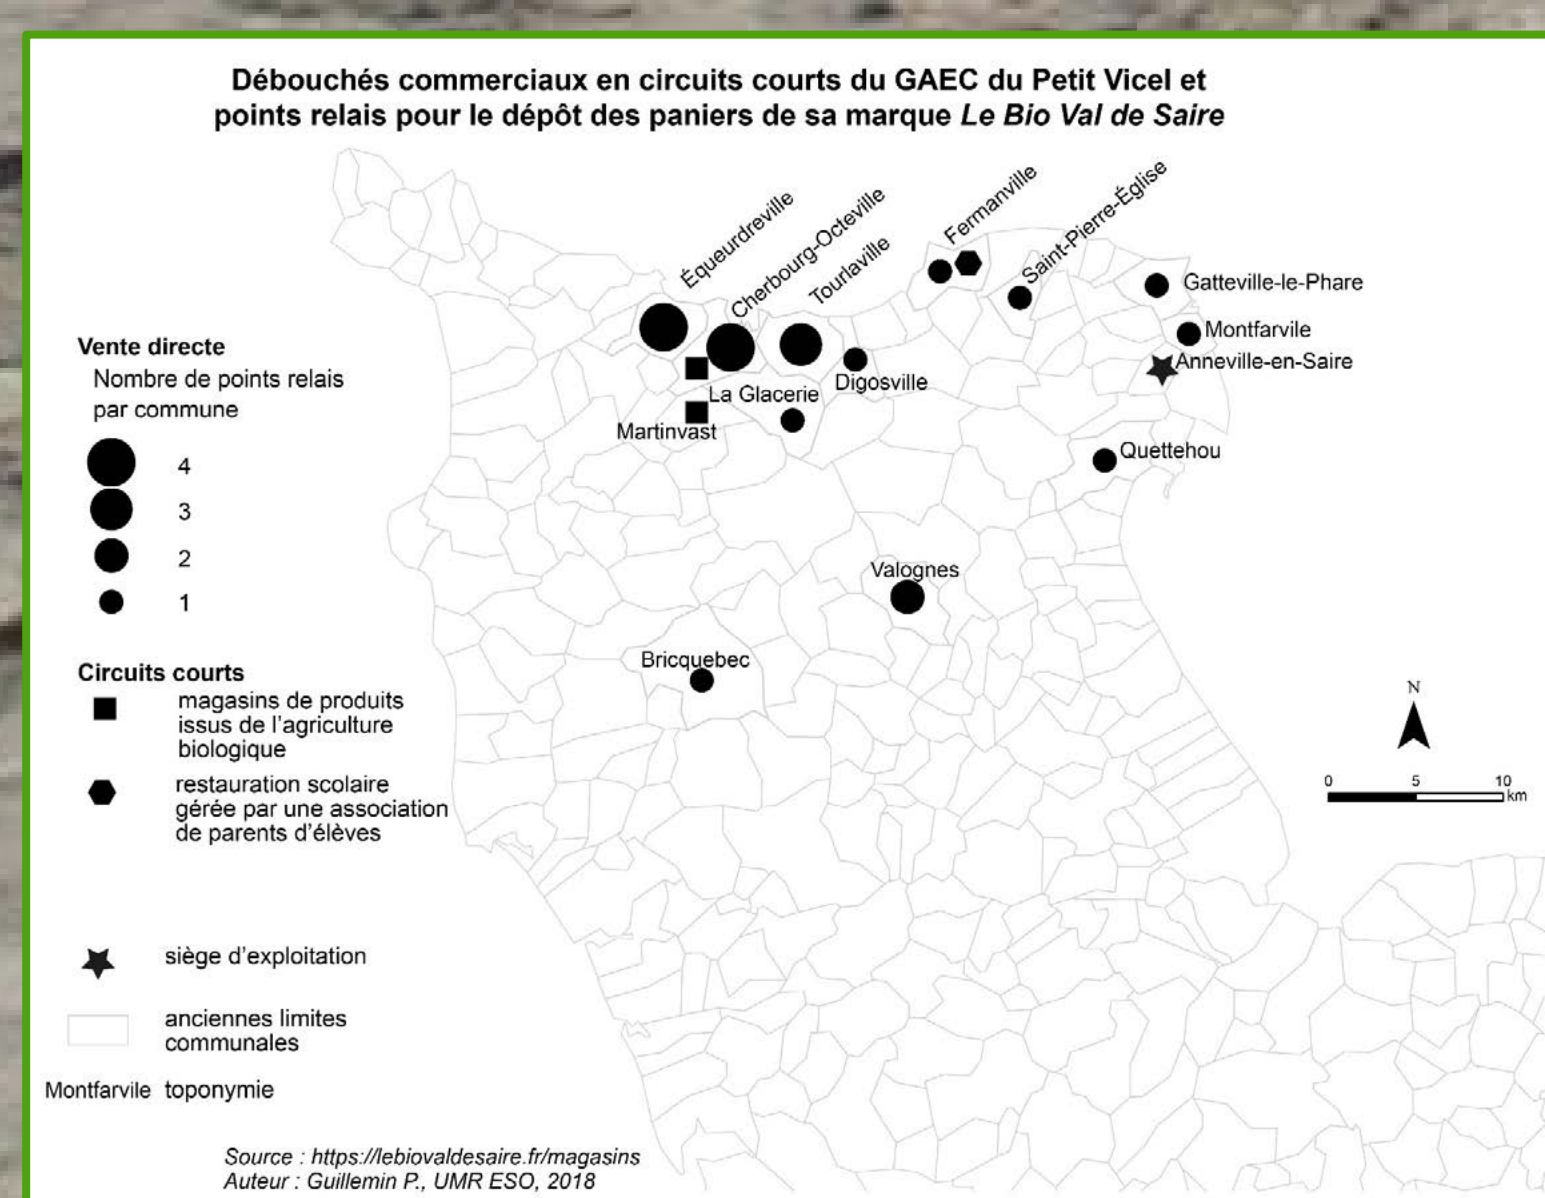 Débouchés commerciaux en circuits courts du GAEC du Petit Vicel et
points relais pour le dépôt des paniers de sa marque Le Bio Val de Saire
Équeurdreville
Cherbourg-Octeville
Tourlaville
Fermanville
Saint-Pierre-Église
Gatteville-le-Phare
Montfarvile
Anneville-en-Saire
Digosville
La Glacerie
Martinvast
Quettehou
Valognes
Bricquebec
Vente directe
Nombre de points relais
par commune
4
3
2
1
Circuits courts
magasins de produits
issus de l'agriculture
biologique
restauration scolaire
gérée par une association
de parents d'élèves
siège d'exploitation
anciennes limites
communales
Montfarvile toponymie
N
0 5 10
km
Source : https://lebiovaldesaire.fr/magasins
Auteur : Guillemin P., UMR ESO, 2018